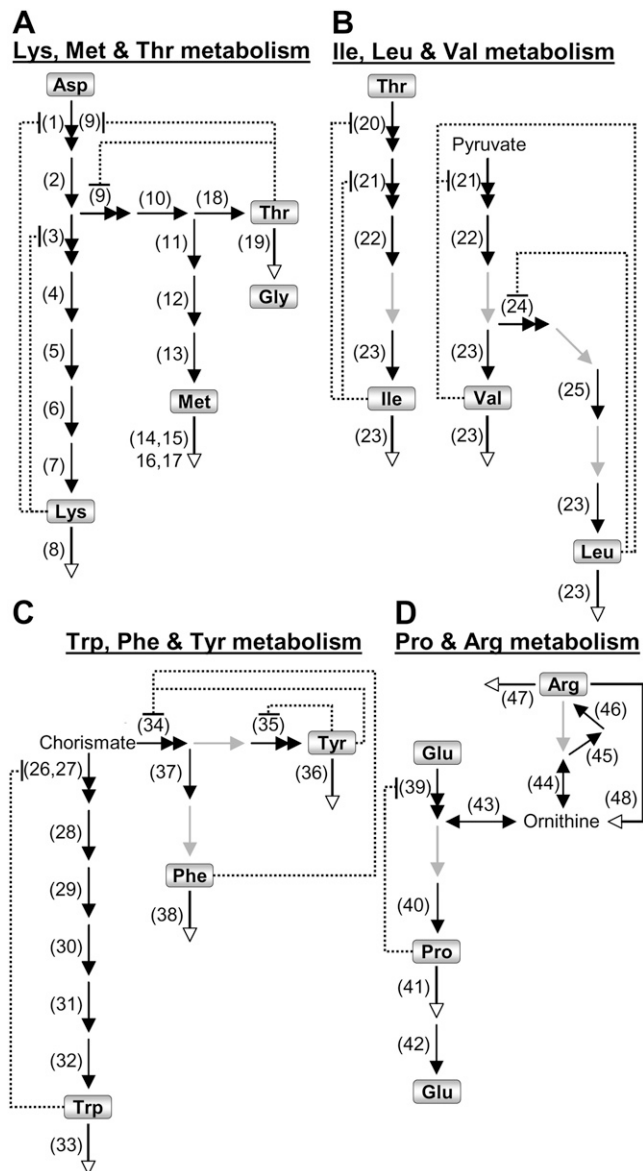 A
Lys, Met & Thr metabolism
Asp
(1) (9)
(2)
(9)
(10)
(18)
Thr
(3)
(11)
(19)
Gly
(4)
(12)
(5)
(13)
(6)
Met
(14,15)
16,17
(7)
Lys
(8)
B
Ile, Leu & Val metabolism
Thr
(20)
Pyruvate
(21)
(21)
(22)
(22)
(24)
(23)
(23)
(25)
Ile
Val
(23)
(23)
(23)
Leu
(23)
C
Trp, Phe & Tyr metabolism
Chorismate
(34)
(35)
Tyr
(26,27)
(37)
(36)
(28)
(29)
Phe
(38)
(30)
(31)
(32)
Trp
(33)
D
Pro & Arg metabolism
Arg
(47)
(46)
(45)
Glu
(39)
(44)
(43)
(48)
Ornithine
(40)
Pro
(41)
(42)
Glu